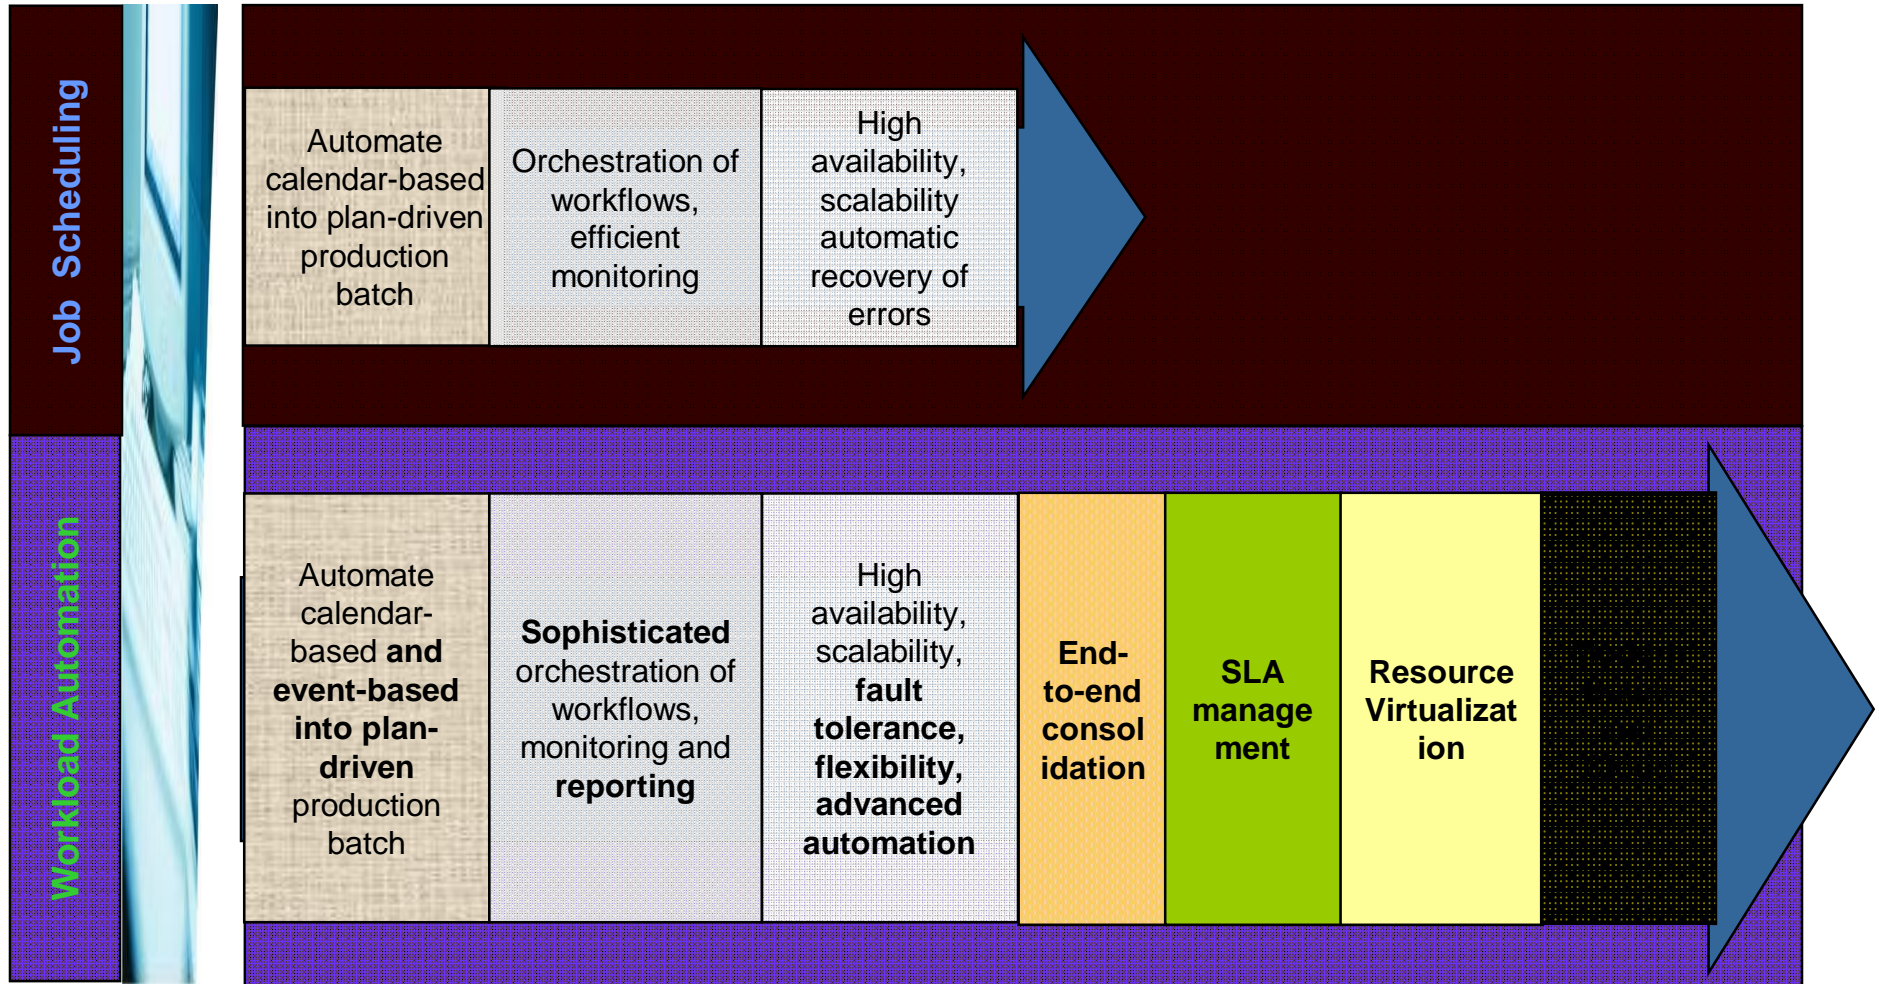 Job Scheduling
Automate
calendar-based
into plan-driven
production
batch
Orchestration of
workflows,
efficient
monitoring
High
availability,
scalability
automatic
recovery of
errors
Workload Automation
Automate
calendar-
based and
event-based
into plan-
driven
production
batch
Sophisticated
orchestration of
workflows,
monitoring and
reporting
High
availability,
scalability,
fault
tolerance,
flexibility,
advanced
automation
End-
to-end
consol
idation
SLA
manage
ment
Resource
Virtualizat
ion